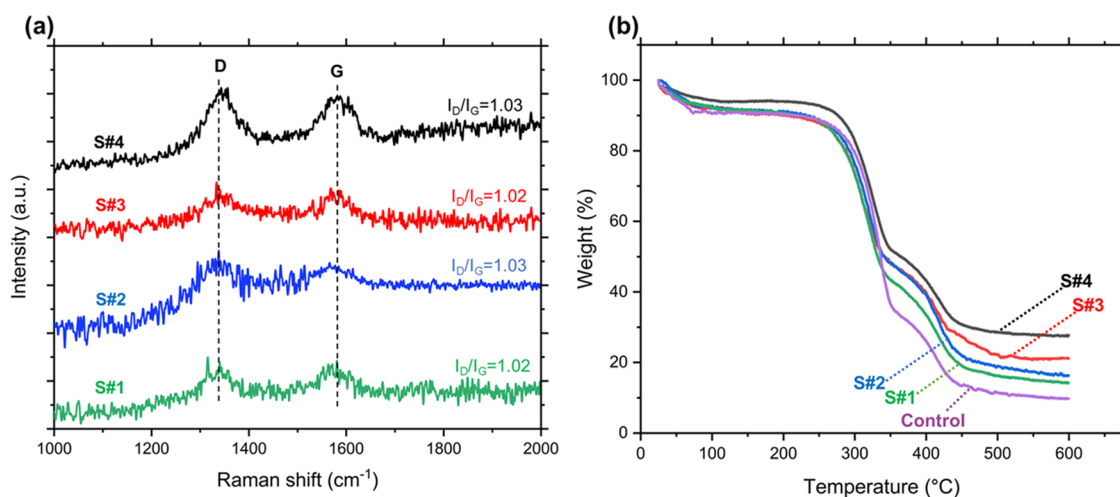 (a)
D
G
I_D/I_G=1.03
S#4
I_D/I_G=1.02
S#3
I_D/I_G=1.03
S#2
I_D/I_G=1.02
S#1
Intensity (a.u.)
1000 1200 1400 1600 1800 2000
Raman shift (cm⁻¹)
(b)
100
80
60
40
20
0
Weight (%)
S#4
S#3
S#2
S#1
Control
0 100 200 300 400 500 600 700
Temperature (°C)